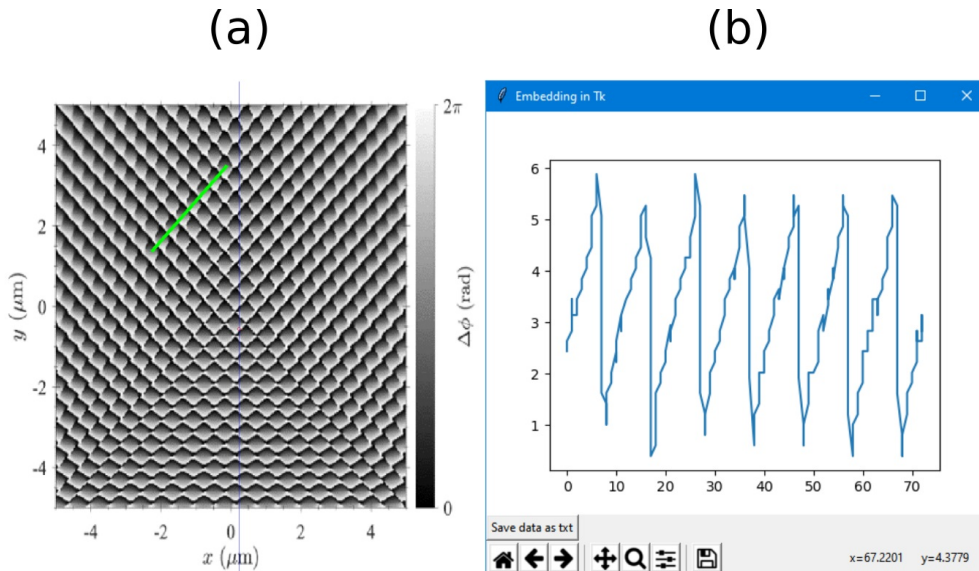 (a)
(b)
Embedding in Tk
2π
4
2
0
-2
-4
y (μm)
Δϕ (rad)
0
-4
-2
0
2
4
x (μm)
6
5
4
3
2
1
0
10
20
30
40
50
60
70
Save data as txt
x=67.2201
y=4.3779